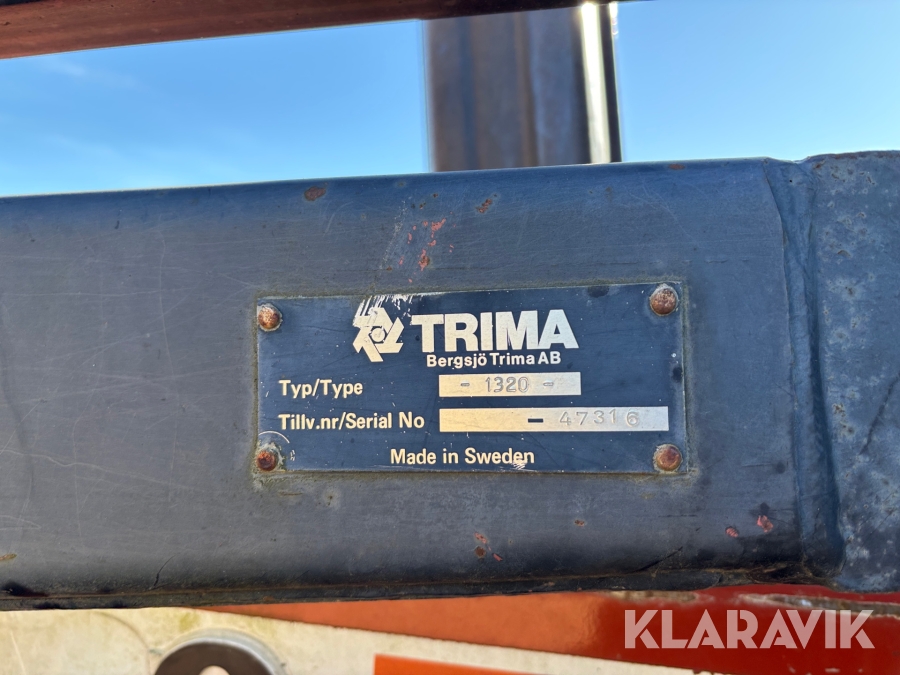 TRIMA
Bergsjö Trima AB
Typ/Type - 1320 -
Tillv.nr/Serial No - 47316
Made in Sweden
KLARAVIK